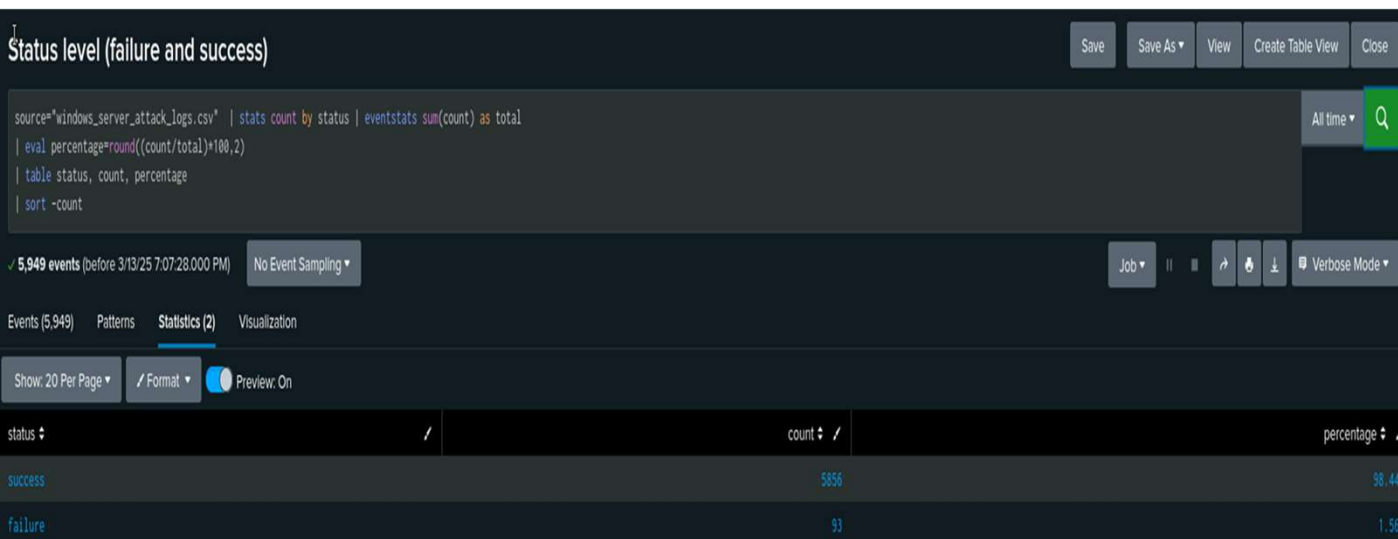 Status level (failure and success)
Save Save As ▾ View Create Table View Close
source="windows_server_attack_logs.csv" | stats count by status | eventstats sum(count) as total
All time ▾
| eval percentage=round((count/total)*100,2)
| table status, count, percentage
| sort -count
✓ 5,949 events (before 3/13/25 7:07:28.000 PM) No Event Sampling ▾ Job ▾ Verbose Mode ▾
Events (5,949) Patterns Statistics (2) Visualization
Show: 20 Per Page ▾ Format ▾ Preview: On
status count percentage
success 5856 98.44
failure 93 1.56